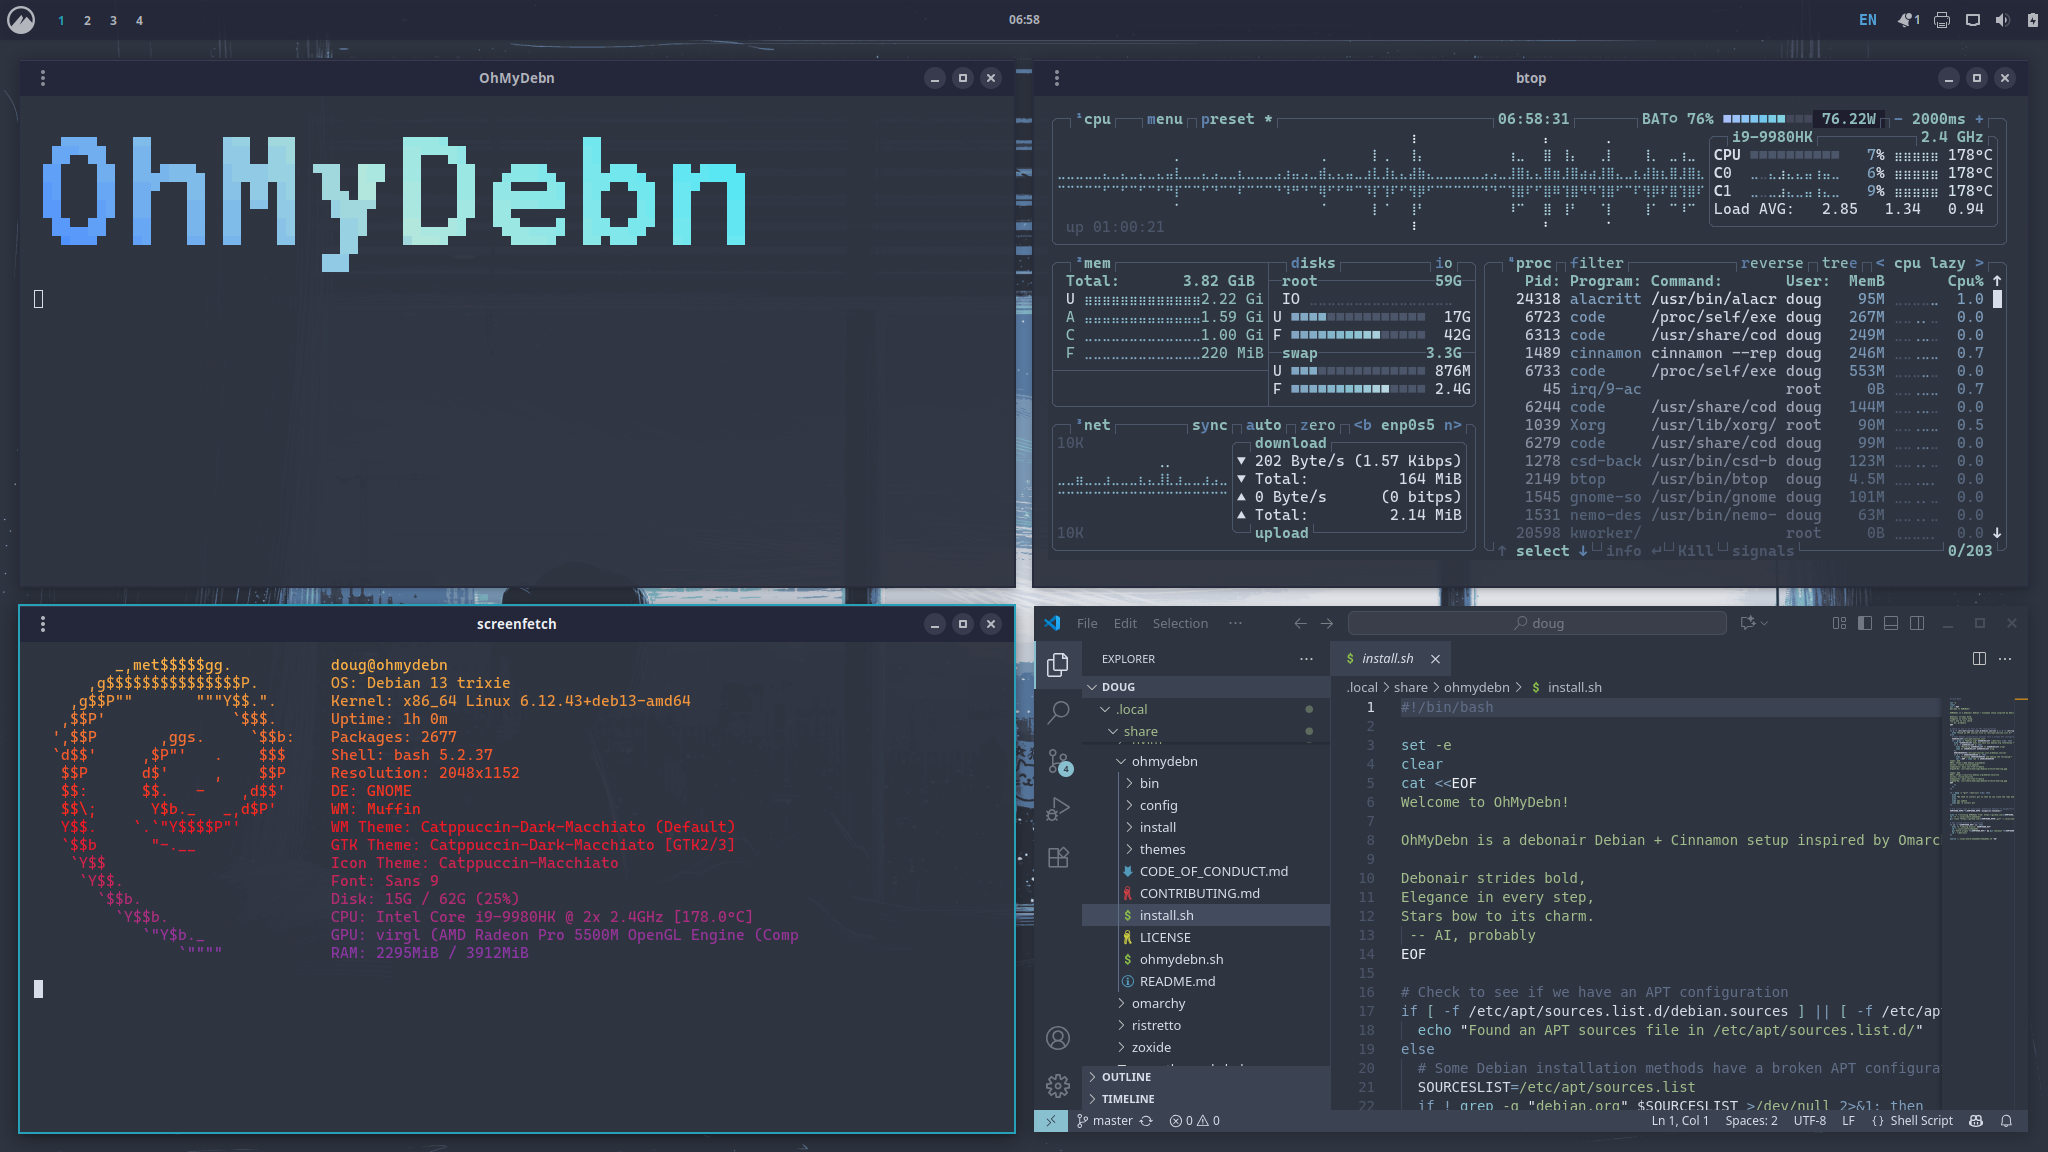 1 2 3 4
06:58
EN
1
OhMyDebn
OhMyDebn
btop
¹cpu menu preset * 06:58:31 BAT 76% 76.22W - 2000ms +
i9-9980HK 2.4 GHz
CPU 7% 178°C
C0 6% 178°C
C1 9% 178°C
Load AVG: 2.85 1.34 0.94
up 01:00:21
²mem
Total: 3.82 GiB
U 2.22 Gi
A 1.59 Gi
C 1.00 Gi
F 220 MiB
disks io
root 59G
IO
U 17G
F 42G
swap 3.3G
U 876M
F 2.4G
³net sync auto zero <b enp0s5 n>
10K
download
▼ 202 Byte/s (1.57 Kibps)
▼ Total: 164 MiB
▲ 0 Byte/s (0 bitps)
▲ Total: 2.14 MiB
10K
upload
⁴proc filter reverse tree < cpu lazy >
Pid: Program: Command: User: MemB Cpu% ↑
24318 alacritt /usr/bin/alacr doug 95M 1.0
6723 code /proc/self/exe doug 267M 0.0
6313 code /usr/share/cod doug 249M 0.0
1489 cinnamon cinnamon --rep doug 246M 0.7
6733 code /proc/self/exe doug 553M 0.0
45 irq/9-ac root 0B 0.7
6244 code /usr/share/cod doug 144M 0.0
1039 Xorg /usr/lib/xorg/ root 90M 0.5
6279 code /usr/share/cod doug 99M 0.0
1278 csd-back /usr/bin/csd-b doug 123M 0.0
2149 btop /usr/bin/btop doug 4.5M 0.0
1545 gnome-so /usr/bin/gnome doug 101M 0.0
1531 nemo-des /usr/bin/nemo- doug 63M 0.0
20598 kworker/ root 0B 0.0 ↓
↑ select ↓ info ↵ Kill signals 0/203
screenfetch
_,met$$$$$gg.
,g$$$$$$$$$$$$$$$P.
,g$$P"" """Y$$.".
,$$P' `$$$.
',$$P ,ggs. `$$b:
`d$$' ,$P"' . $$$
$$P d$' , $$P
$$: $$. - ,d$$'
$$\; Y$b._ _,d$P'
Y$$. `.`"Y$$$$P"'
`$$b "-.__
`Y$$
`Y$$.
`$$b.
`Y$$b.
`"Y$b._
`""""
doug@ohmydebn
OS: Debian 13 trixie
Kernel: x86_64 Linux 6.12.43+deb13-amd64
Uptime: 1h 0m
Packages: 2677
Shell: bash 5.2.37
Resolution: 2048x1152
DE: GNOME
WM: Muffin
WM Theme: Catppuccin-Dark-Macchiato (Default)
GTK Theme: Catppuccin-Dark-Macchiato [GTK2/3]
Icon Theme: Catppuccin-Macchiato
Font: Sans 9
Disk: 15G / 62G (25%)
CPU: Intel Core i9-9980HK @ 2x 2.4GHz [178.0°C]
GPU: virgl (AMD Radeon Pro 5500M OpenGL Engine (Comp
RAM: 2295MiB / 3912MiB
File Edit Selection ··· ← → doug
EXPLORER ···
DOUG
.local
share
ohmydebn
bin
config
install
themes
CODE_OF_CONDUCT.md
CONTRIBUTING.md
$ install.sh
LICENSE
$ ohmydebn.sh
README.md
omarchy
ristretto
zoxide
OUTLINE
TIMELINE
4
$ install.sh
.local > share > ohmydebn > $ install.sh
1 #!/bin/bash
2
3 set -e
4 clear
5 cat <<EOF
6 Welcome to OhMyDebn!
7
8 OhMyDebn is a debonair Debian + Cinnamon setup inspired by Omarc
9
10 Debonair strides bold,
11 Elegance in every step,
12 Stars bow to its charm.
13 -- AI, probably
14 EOF
15
16 # Check to see if we have an APT configuration
17 if [ -f /etc/apt/sources.list.d/debian.sources ] || [ -f /etc/ap
18 echo "Found an APT sources file in /etc/apt/sources.list.d/"
19 else
20 # Some Debian installation methods have a broken APT configura
21 SOURCESLIST=/etc/apt/sources.list
22 if ! grep -q "debian.org" $SOURCESLIST >/dev/null 2>&1; then
master 0 0
Ln 1, Col 1 Spaces: 2 UTF-8 LF {} Shell Script